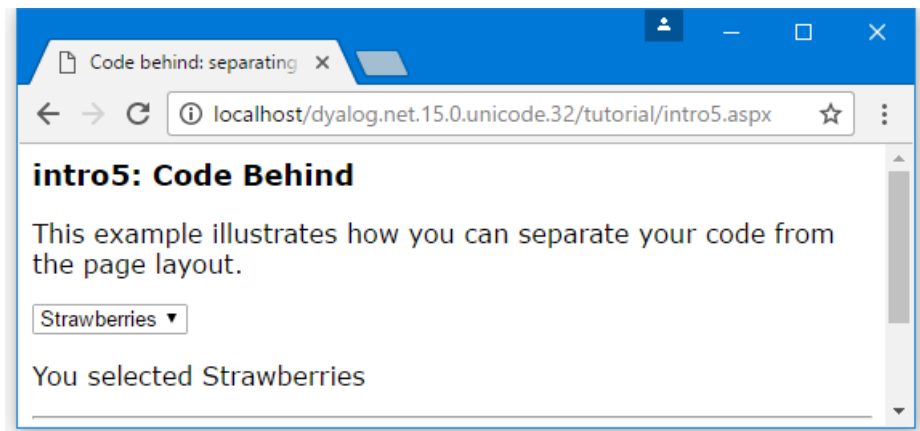 Code behind: separating
localhost/dyalog.net.15.0.unicode.32/tutorial/intro5.aspx
intro5: Code Behind
This example illustrates how you can separate your code from
the page layout.
Strawberries
You selected Strawberries